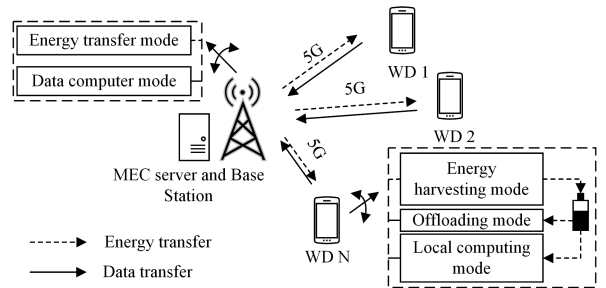 Energy transfer mode
Data computer mode
5G
WD 1
5G
WD 2
5G
MEC server and Base
Station
WD N
Energy
harvesting mode
Offloading mode
Local computing
mode
Energy transfer
Data transfer